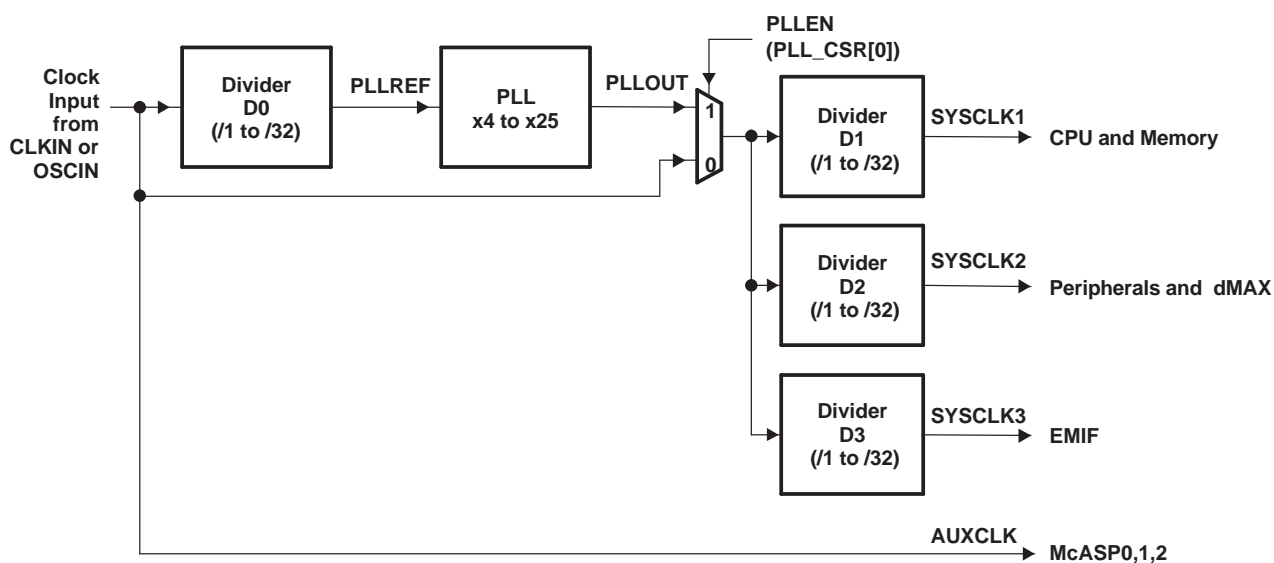 PLLEN
(PLL_CSR[0])
Clock
Input
from
CLKIN or
OSCIN
Divider
D0
(/1 to /32)
PLLREF
PLL
x4 to x25
PLLOUT
1
0
Divider
D1
(/1 to /32)
SYSCLK1
CPU and Memory
Divider
D2
(/1 to /32)
SYSCLK2
Peripherals and dMAX
Divider
D3
(/1 to /32)
SYSCLK3
EMIF
AUXCLK
McASP0,1,2